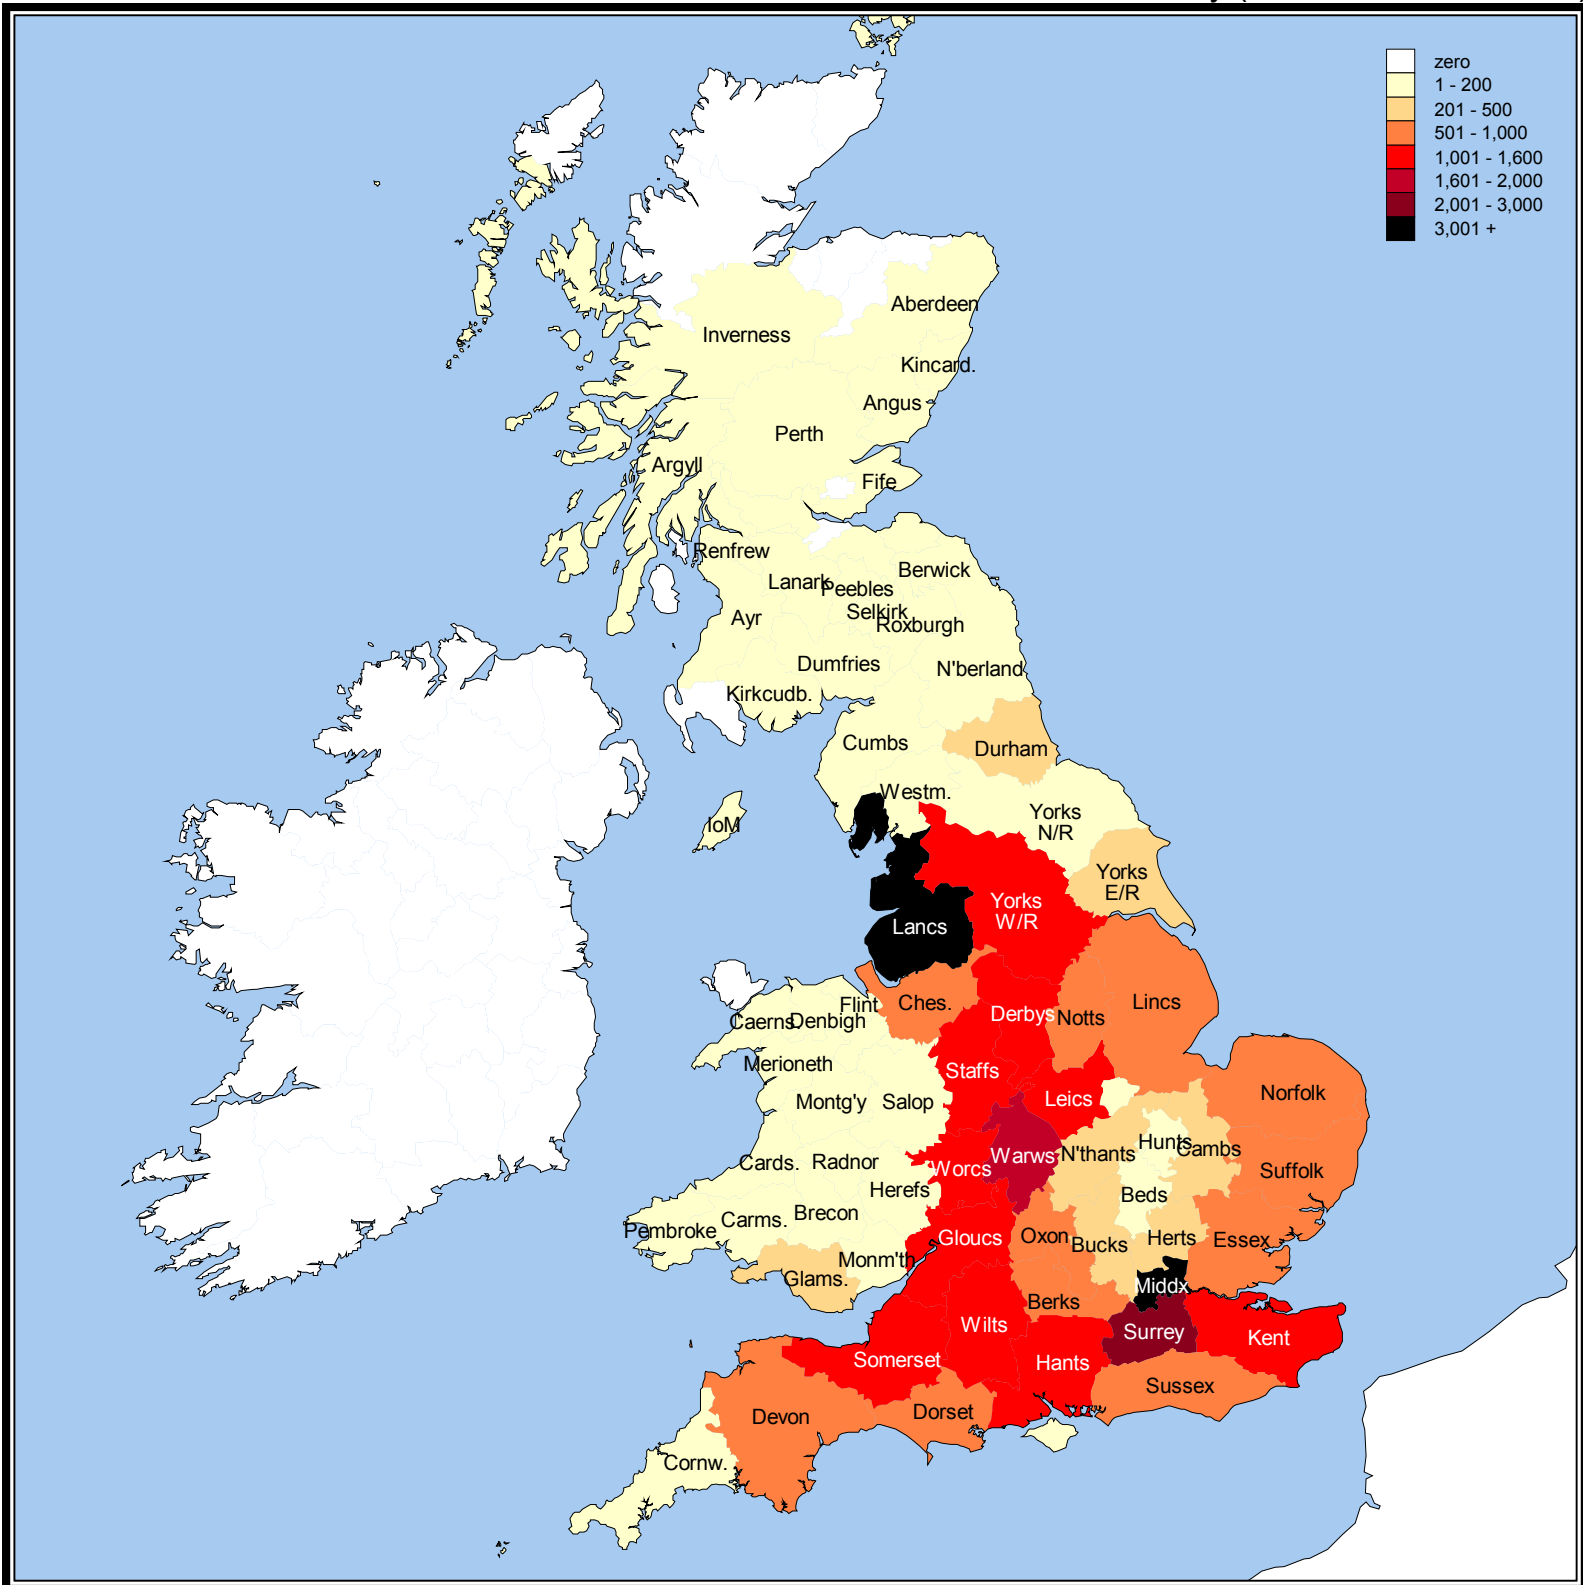 zero
1 - 200
201 - 500
501 - 1,000
1,001 - 1,600
1,601 - 2,000
2,001 - 3,000
3,001 +
Aberdeen
Inverness
Kincard.
Angus
Perth
Argyll
Fife
Renfrew
Berwick
Lanark
Peebles
Selkirk
Ayr
Roxburgh
Dumfries
N'berland
Kirkcudb.
Cumbs
Durham
Westm.
Yorks
N/R
IoM
Yorks
E/R
Yorks
W/R
Lancs
Flint
Ches.
Lincs
Derbys
Notts
Caerns.
Denbigh
Merioneth
Staffs
Norfolk
Leics
Montg'y
Salop
Hunts
Cambs
N'thants
Warws
Worcs
Cards.
Radnor
Suffolk
Herefs
Beds
Brecon
Carms.
Pembroke
Oxon
Gloucs
Herts
Essex
Bucks
Monm'th
Glams.
Middx
Berks
Wilts
Surrey
Kent
Somerset
Hants
Sussex
Dorset
Devon
Cornw.